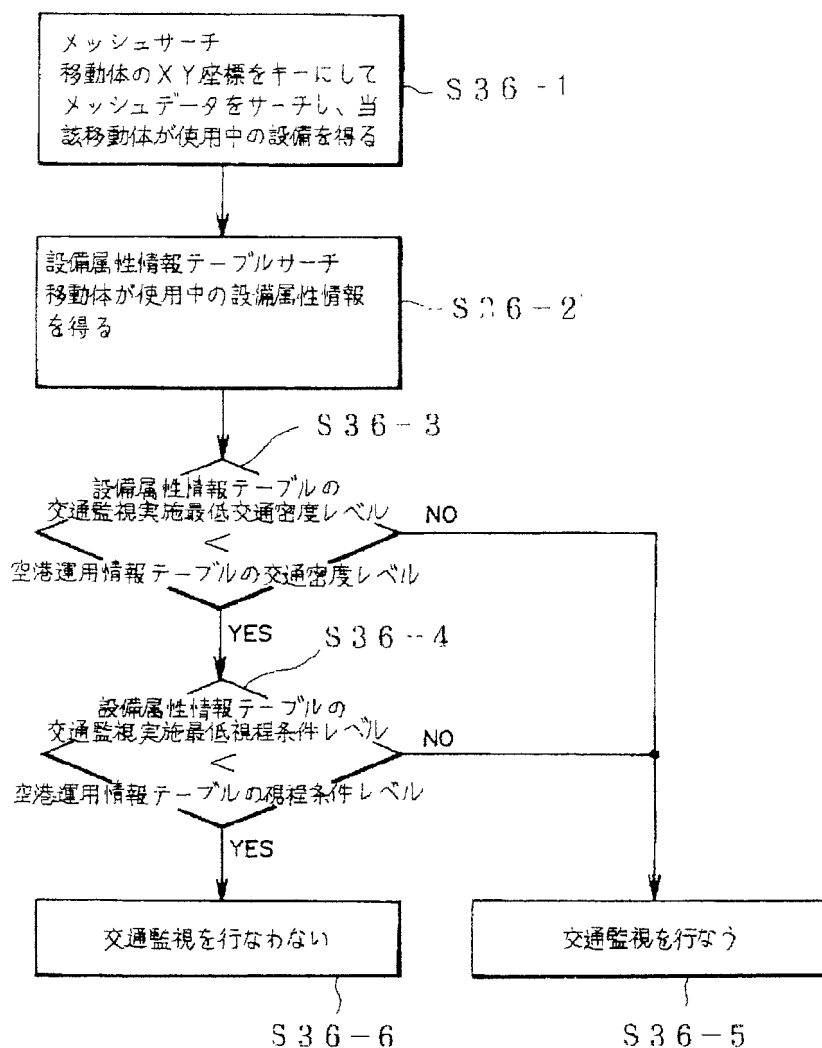 メッシュサーチ
移動体のXY座標をキーにして
メッシュデータをサーチし、当
該移動体が使用中の設備を得る
S36-1
設備属性情報テーブルサーチ
移動体が使用中の設備属性情報
を得る
S36-2
S36-3
設備属性情報テーブルの
交通監視実施最低交通密度レベル
<
空港運用情報テーブルの交通密度レベル
NO
YES
S36-4
設備属性情報テーブルの
交通監視実施最低視程条件レベル
<
空港運用情報テーブルの視程条件レベル
NO
YES
交通監視を行なわない
交通監視を行なう
S36-6
S36-5